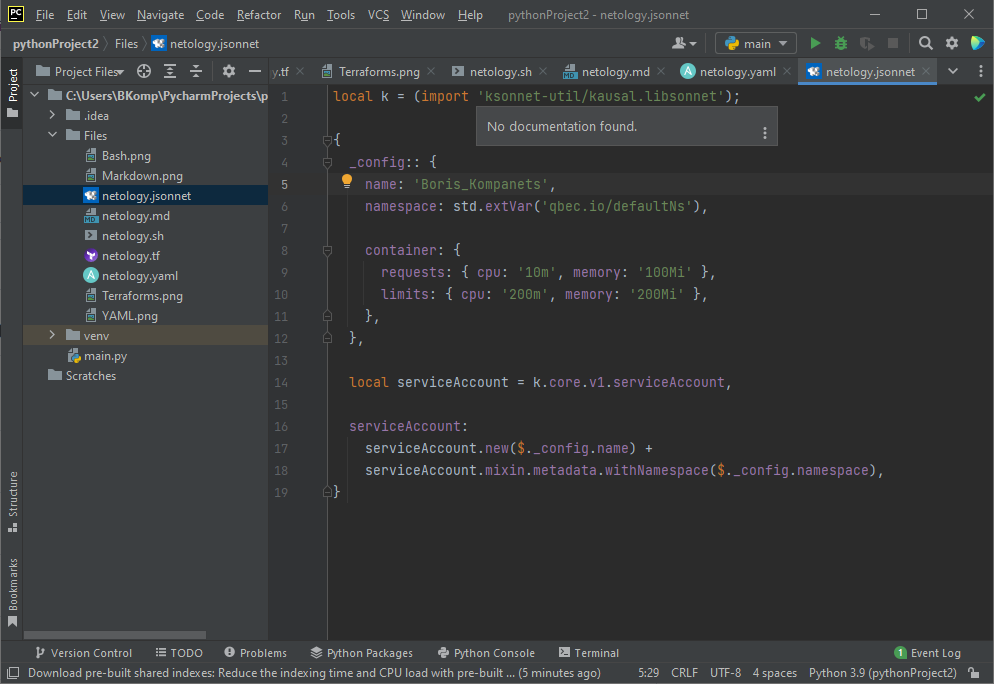 PC File Edit View Navigate Code Refactor Run Tools VCS Window Help pythonProject2 - netology.jsonnet
pythonProject2 Files netology.jsonnet main
Project Files y.tf Terraforms.png netology.sh netology.md netology.yaml netology.jsonnet
Project
C:\Users\BKomp\PycharmProjects\p
.idea
Files
Bash.png
Markdown.png
netology.jsonnet
MD netology.md
netology.sh
netology.tf
A netology.yaml
Terraforms.png
YAML.png
venv
main.py
Scratches
Structure
Bookmarks
1 local k = (import 'ksonnet-util/kausal.libsonnet');
No documentation found.
2
3 {
4 _config:: {
5 name: 'Boris_Kompanets',
6 namespace: std.extVar('qbec.io/defaultNs'),
7
8 container: {
9 requests: { cpu: '10m', memory: '100Mi' },
10 limits: { cpu: '200m', memory: '200Mi' },
11 },
12 },
13
14 local serviceAccount = k.core.v1.serviceAccount,
15
16 serviceAccount:
17 serviceAccount.new($._config.name) +
18 serviceAccount.mixin.metadata.withNamespace($._config.namespace),
19 }
Version Control TODO Problems Python Packages Python Console Terminal 1 Event Log
Download pre-built shared indexes: Reduce the indexing time and CPU load with pre-built ... (5 minutes ago) 5:29 CRLF UTF-8 4 spaces Python 3.9 (pythonProject2)